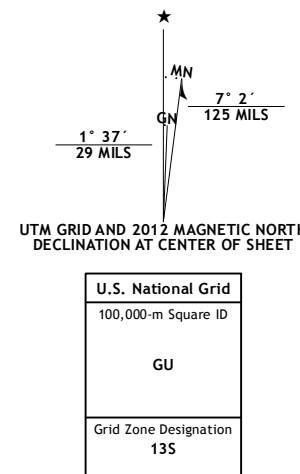 ★
MN
GN
7° 2´
125 MILS
1° 37´
29 MILS
UTM GRID AND 2012 MAGNETIC NORTH
DECLINATION AT CENTER OF SHEET
U.S. National Grid
100,000-m Square ID
GU
Grid Zone Designation
13S